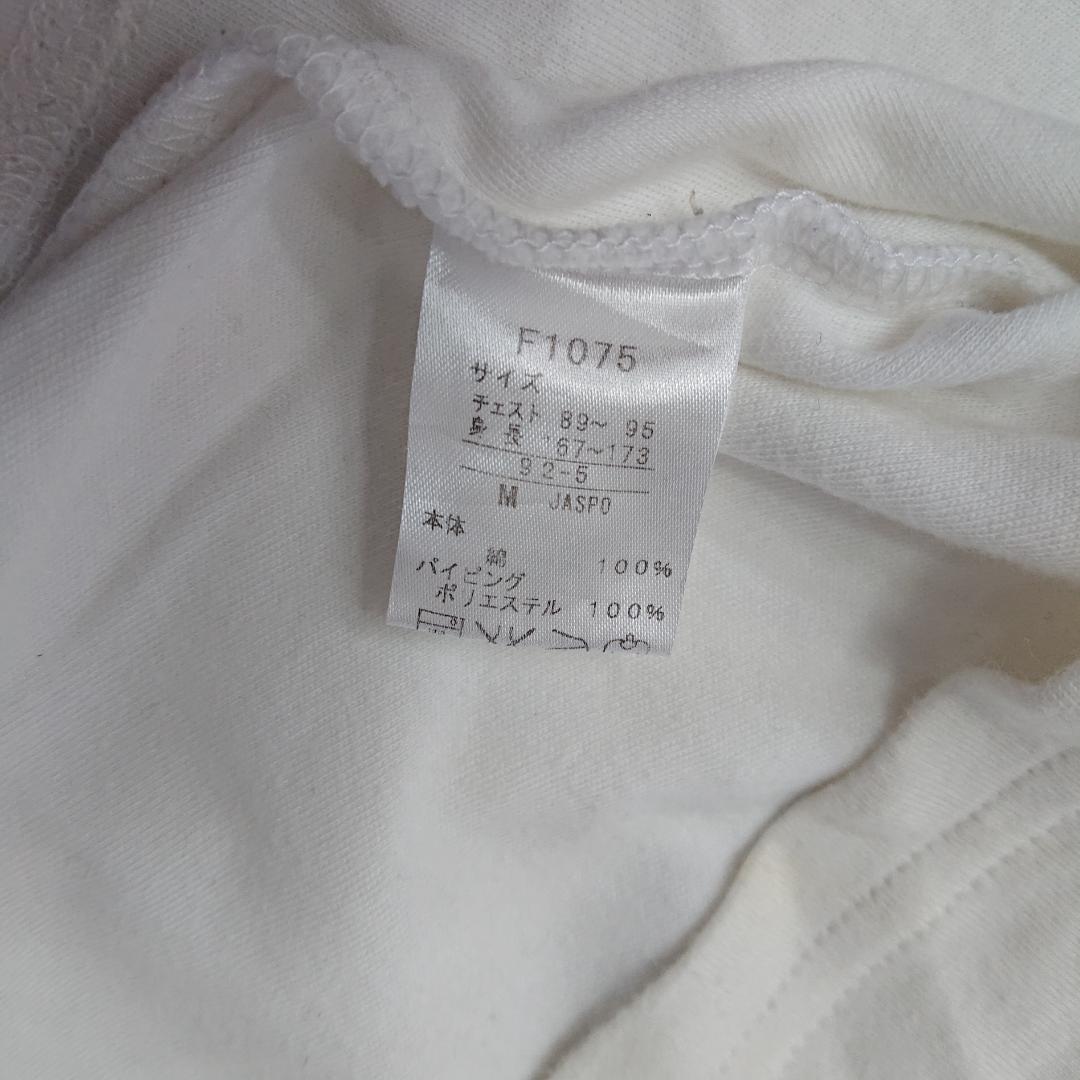 F1075
サイズ
チェスト 89～ 95
身 長 167～173
92-5
M JASPO
本体
綿 100%
パイピング
ポリエステル 100%